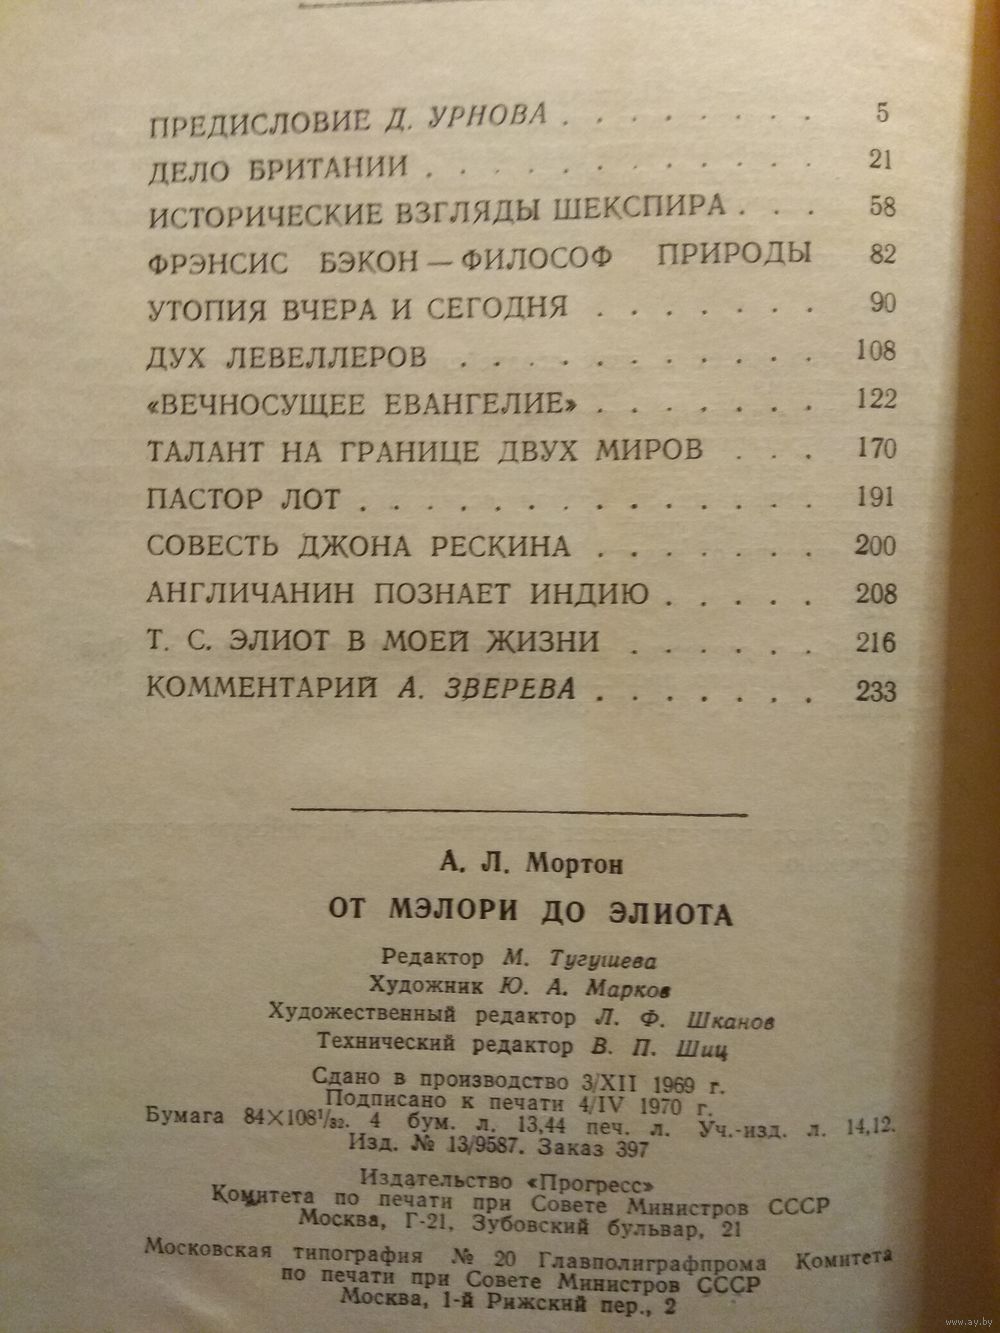 ПРЕДИСЛОВИЕ Д. УРНОВА . . . . . . . . 5
ДЕЛО БРИТАНИИ . . . . . . . . . . . . 21
ИСТОРИЧЕСКИЕ ВЗГЛЯДЫ ШЕКСПИРА . . . 58
ФРЭНСИС БЭКОН — ФИЛОСОФ ПРИРОДЫ 82
УТОПИЯ ВЧЕРА И СЕГОДНЯ . . . . . . . 90
ДУХ ЛЕВЕЛЛЕРОВ . . . . . . . . . . . 108
«ВЕЧНОСУЩЕЕ ЕВАНГЕЛИЕ» . . . . . . . 122
ТАЛАНТ НА ГРАНИЦЕ ДВУХ МИРОВ . . . 170
ПАСТОР ЛОТ . . . . . . . . . . . . . . 191
СОВЕСТЬ ДЖОНА РЕСКИНА . . . . . . . 200
АНГЛИЧАНИН ПОЗНАЕТ ИНДИЮ . . . . . 208
Т. С. ЭЛИОТ В МОЕЙ ЖИЗНИ . . . . . . 216
КОММЕНТАРИЙ А. ЗВЕРЕВА . . . . . . . 233
А. Л. Мортон
ОТ МЭЛОРИ ДО ЭЛИОТА
Редактор М. Тугушева
Художник Ю. А. Марков
Художественный редактор Л. Ф. Шканов
Технический редактор В. П. Шиц
Сдано в производство 3/XII 1969 г.
Подписано к печати 4/IV 1970 г.
Бумага 84×108¹/₃₂. 4 бум. л. 13,44 печ. л. Уч.-изд. л. 14,12.
Изд. № 13/9587. Заказ 397
Издательство «Прогресс»
Комитета по печати при Совете Министров СССР
Москва, Г-21, Зубовский бульвар, 21
Московская типография № 20 Главполиграфпрома Комитета
по печати при Совете Министров СССР
Москва, 1-й Рижский пер., 2
www.ay.by